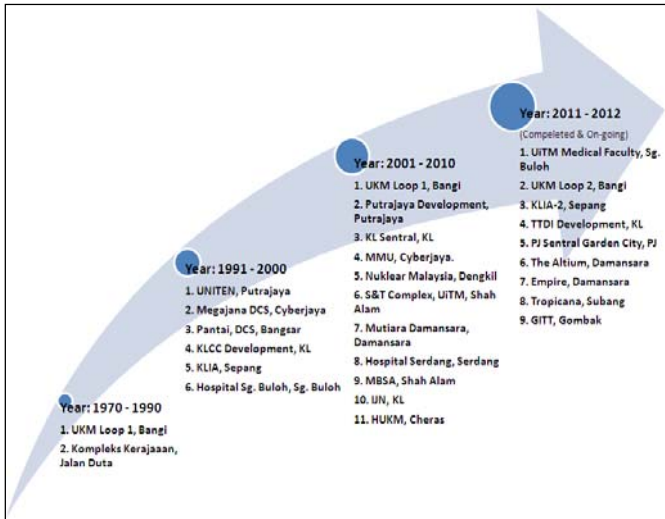 Year: 1970 - 1990
1. UKM Loop 1, Bangi
2. Kompleks Kerajaaan,
Jalan Duta
Year: 1991 - 2000
1. UNITEN, Putrajaya
2. Megajana DCS, Cyberjaya
3. Pantai, DCS, Bangsar
4. KLCC Development, KL
5. KLIA, Sepang
6. Hospital Sg. Buloh, Sg. Buloh
Year: 2001 - 2010
1. UKM Loop 1, Bangi
2. Putrajaya Development,
Putrajaya
3. KL Sentral, KL
4. MMU, Cyberjaya.
5. Nuklear Malaysia, Dengkil
6. S&T Complex, UiTM, Shah
Alam
7. Mutiara Damansara,
Damansara
8. Hospital Serdang, Serdang
9. MBSA, Shah Alam
10. IJN, KL
11. HUKM, Cheras
Year: 2011 - 2012
(Compeleted & On-going)
1. UiTM Medical Faculty, Sg.
Buloh
2. UKM Loop 2, Bangi
3. KLIA-2, Sepang
4. TTDI Development, KL
5. PJ Sentral Garden City, PJ
6. The Altium, Damansara
7. Empire, Damansara
8. Tropicana, Subang
9. GITT, Gombak